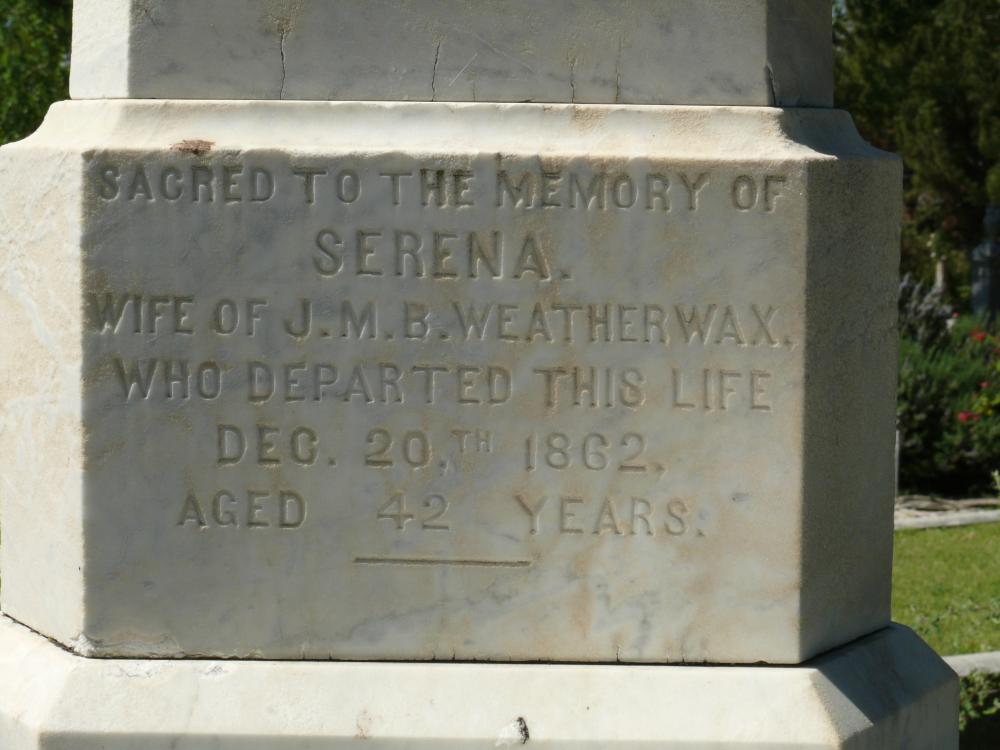 SACRED TO THE MEMORY OF
SERENA.
WIFE OF J.M.B. WEATHERWAX.
WHO DEPARTED THIS LIFE
DEC. 20,TH 1862.
AGED 42 YEARS.